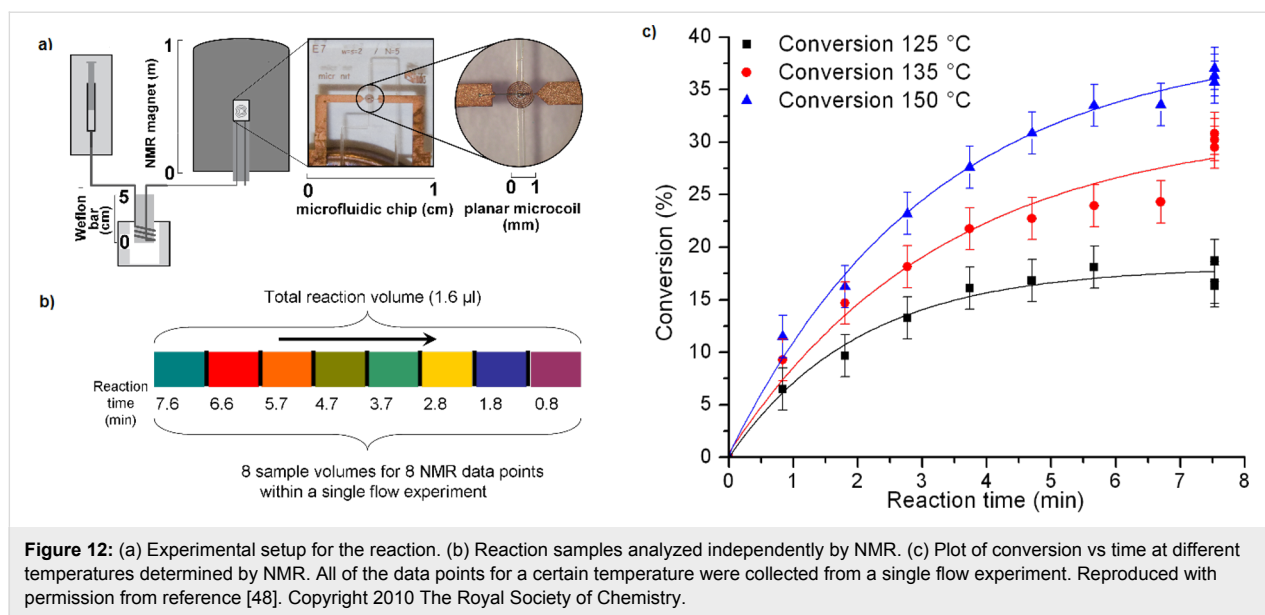 a)
1
NMR magnet (m)
0
5
Weflon
bar
(cm)
0
E7
N=5
0 1
microfluidic chip (cm)
0 1
planar microcoil
(mm)
b)
Total reaction volume (1.6 µl)
Reaction
time
(min)
7.6 6.6 5.7 4.7 3.7 2.8 1.8 0.8
8 sample volumes for 8 NMR data points
within a single flow experiment
c)
Conversion 125 °C
Conversion 135 °C
Conversion 150 °C
Conversion (%)
40
35
30
25
20
15
10
5
0
0 1 2 3 4 5 6 7 8
Reaction time (min)
Figure 12: (a) Experimental setup for the reaction. (b) Reaction samples analyzed independently by NMR. (c) Plot of conversion vs time at different
temperatures determined by NMR. All of the data points for a certain temperature were collected from a single flow experiment. Reproduced with
permission from reference [48]. Copyright 2010 The Royal Society of Chemistry.